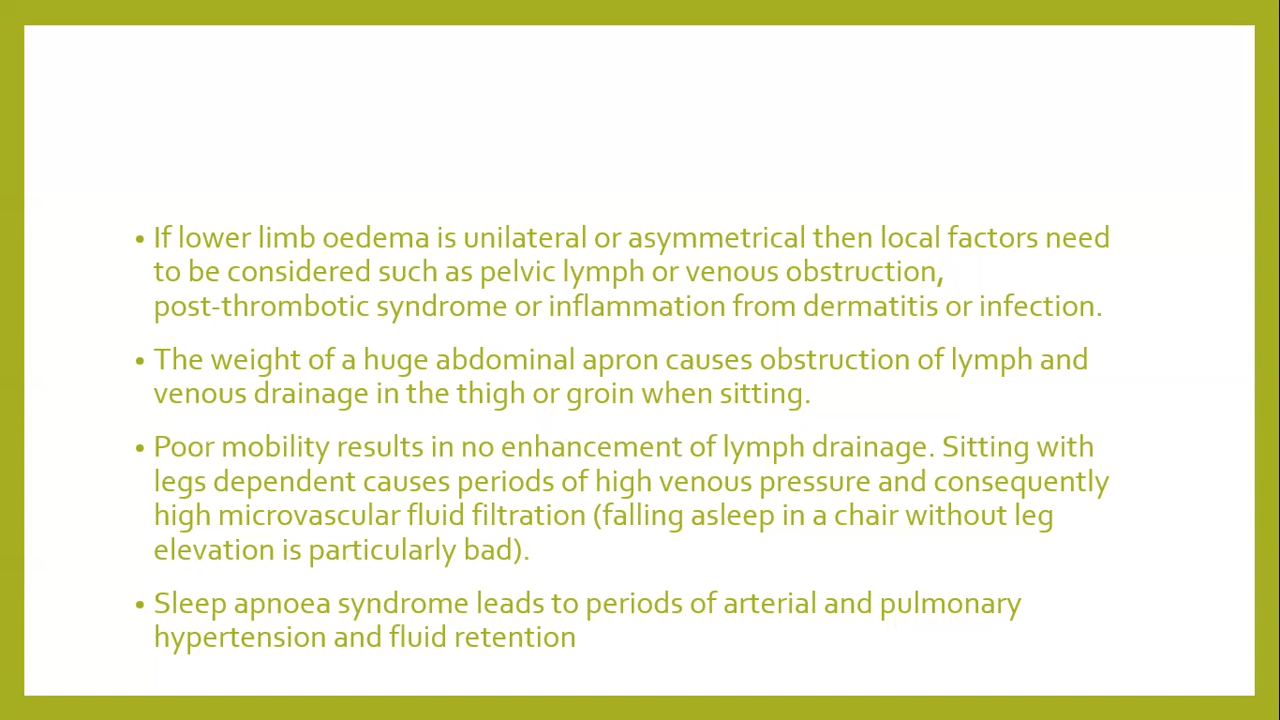 • If lower limb oedema is unilateral or asymmetrical then local factors need
to be considered such as pelvic lymph or venous obstruction,
post-thrombotic syndrome or inflammation from dermatitis or infection.
• The weight of a huge abdominal apron causes obstruction of lymph and
venous drainage in the thigh or groin when sitting.
• Poor mobility results in no enhancement of lymph drainage. Sitting with
legs dependent causes periods of high venous pressure and consequently
high microvascular fluid filtration (falling asleep in a chair without leg
elevation is particularly bad).
• Sleep apnoea syndrome leads to periods of arterial and pulmonary
hypertension and fluid retention